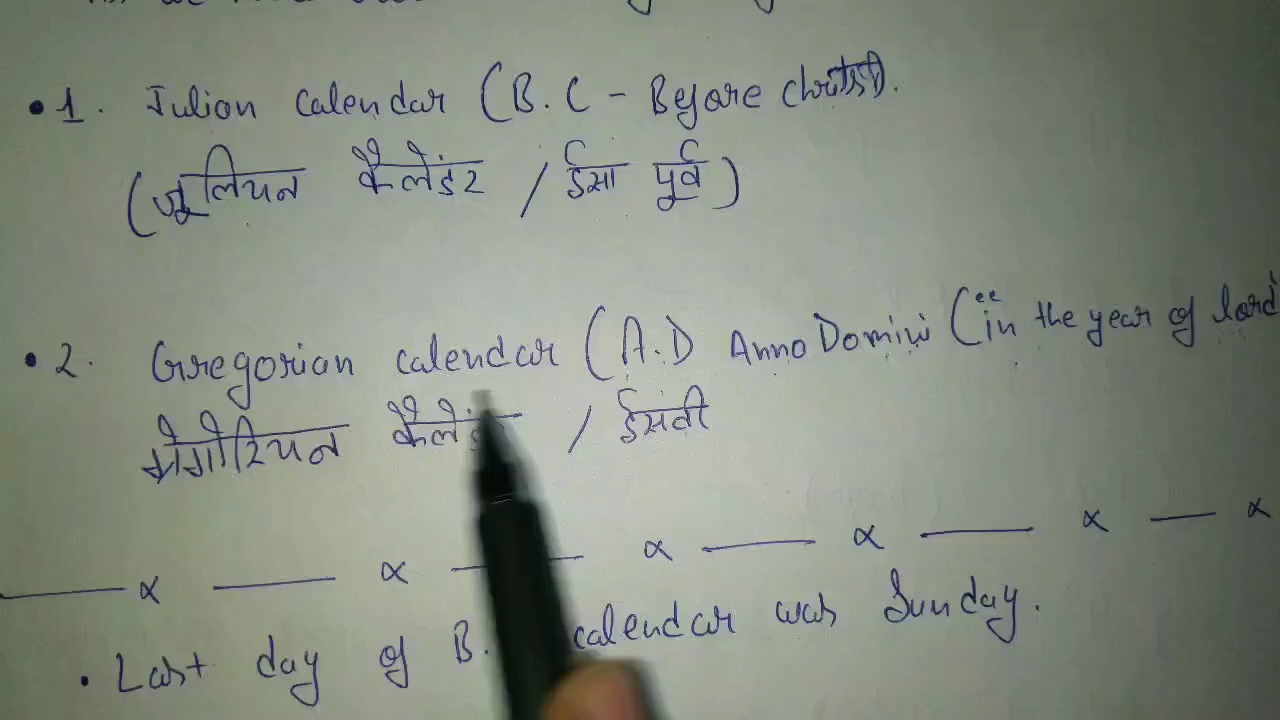 • 1. Julion Calendar (B.C - Before christ).
(जूलियन कैलेंडर / ईसा पूर्व)
• 2. Gregorian calendar (A.D Anno Domini (in the year of lord
ग्रेगोरियन कैलेंडर / ईसवी
• Last day of B. calendar was Sunday.